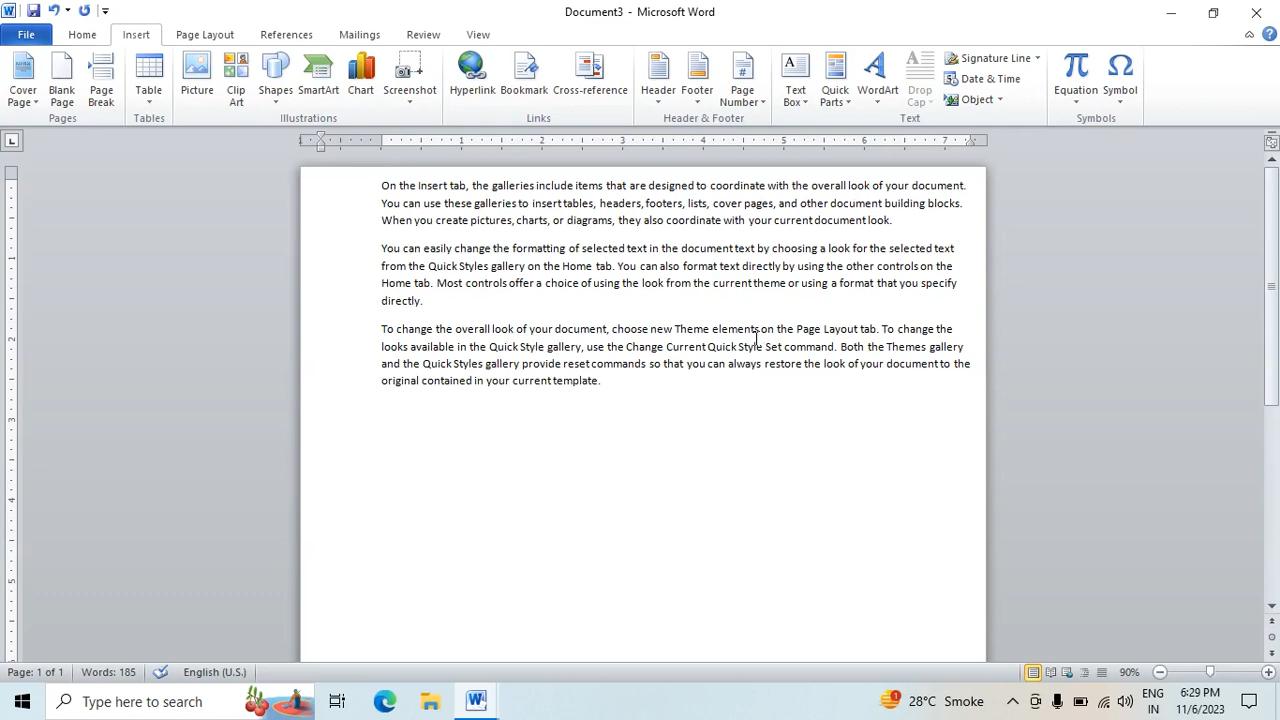 Document3 - Microsoft Word
File Home Insert Page Layout References Mailings Review View
Cover Page
Blank Page
Page Break
Table
Picture
Clip Art
Shapes
SmartArt
Chart
Screenshot
Hyperlink
Bookmark
Cross-reference
Header
Footer
Page Number
Text Box
Quick Parts
WordArt
Drop Cap
Signature Line
Date & Time
Object
Equation
Symbol
Pages Tables Illustrations Links Header & Footer Text Symbols
1 2 3 4 5 6 7
On the Insert tab, the galleries include items that are designed to coordinate with the overall look of your document.
You can use these galleries to insert tables, headers, footers, lists, cover pages, and other document building blocks.
When you create pictures, charts, or diagrams, they also coordinate with your current document look.
You can easily change the formatting of selected text in the document text by choosing a look for the selected text
from the Quick Styles gallery on the Home tab. You can also format text directly by using the other controls on the
Home tab. Most controls offer a choice of using the look from the current theme or using a format that you specify
directly.
To change the overall look of your document, choose new Theme elements on the Page Layout tab. To change the
looks available in the Quick Style gallery, use the Change Current Quick Style Set command. Both the Themes gallery
and the Quick Styles gallery provide reset commands so that you can always restore the look of your document to the
original contained in your current template.
Page: 1 of 1 Words: 185 English (U.S.) 90%
Type here to search 28°C Smoke ENG IN 6:29 PM 11/6/2023